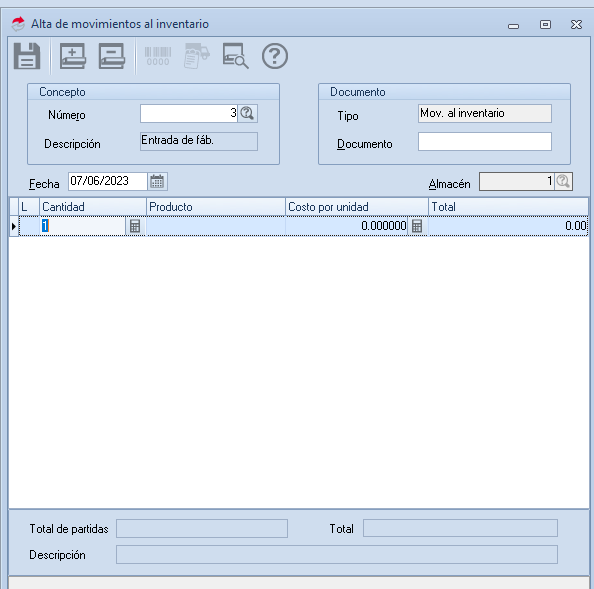 Alta de movimientos al inventario
0000
Concepto
Número 3
Descripción Entrada de fáb.
Documento
Tipo Mov. al inventario
Documento
Fecha 07/06/2023
Almacén 1
L Cantidad Producto Costo por unidad Total
1 0.000000 0.00
Total de partidas Total
Descripción